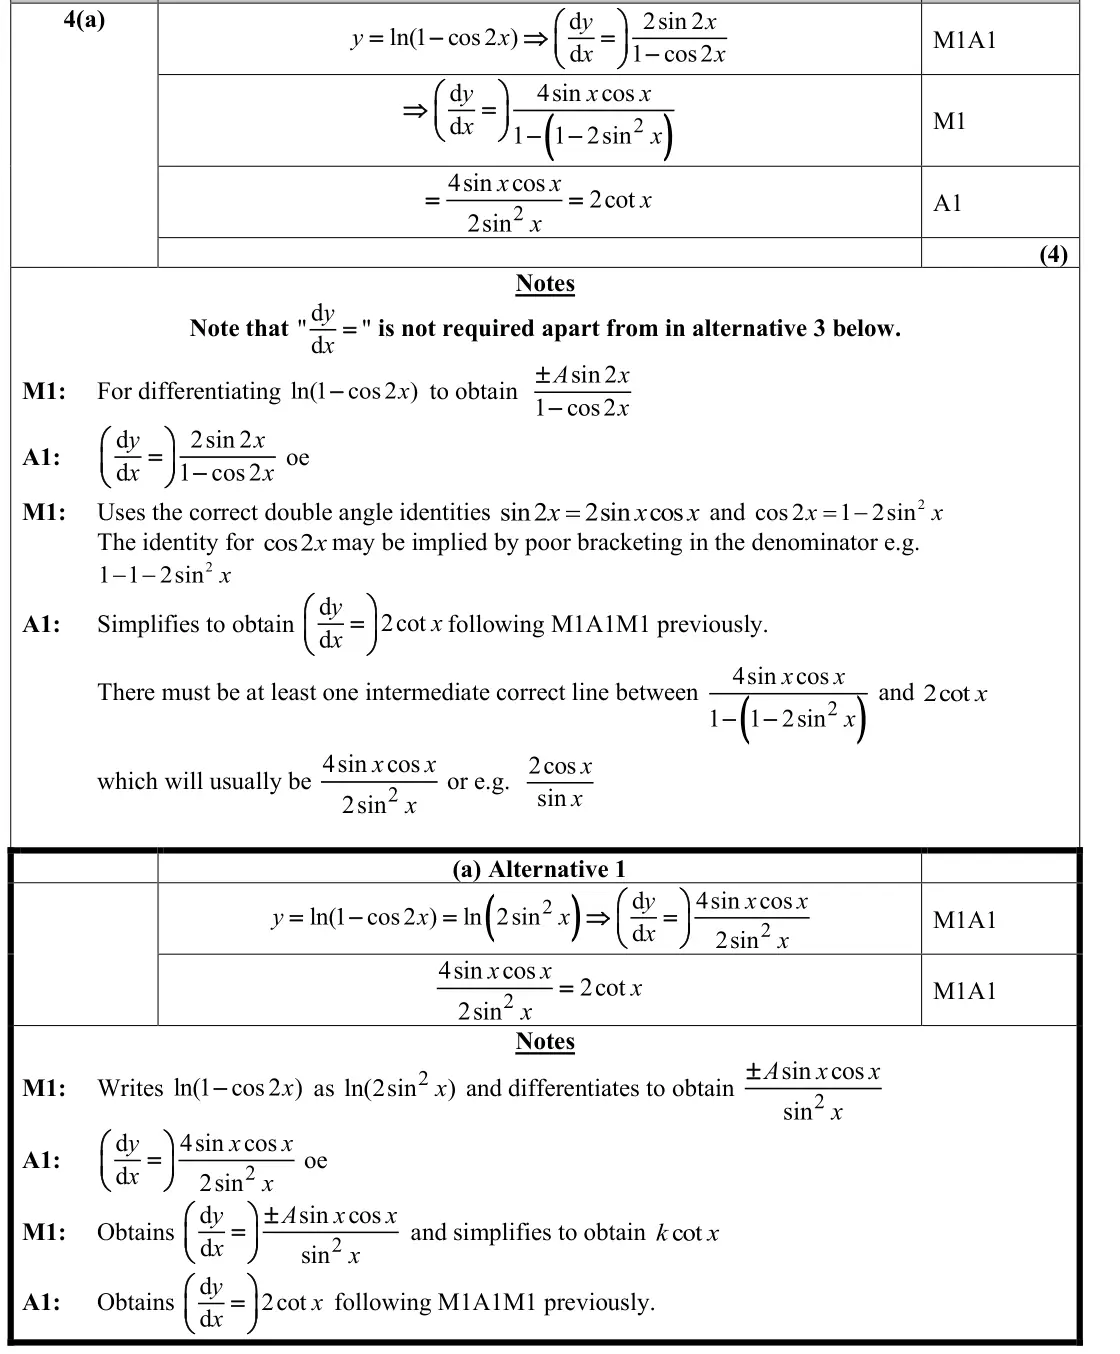 4(a)
y = ln(1 − cos 2x) ⇒ (dy/dx =) 2 sin 2x / (1 − cos 2x) M1A1
⇒ (dy/dx =) 4 sin x cos x / (1 − (1 − 2 sin² x)) M1
= 4 sin x cos x / (2 sin² x) = 2 cot x A1
(4)
Notes
Note that "dy/dx =" is not required apart from in alternative 3 below.
M1: For differentiating ln(1 − cos 2x) to obtain ±A sin 2x / (1 − cos 2x)
A1: (dy/dx =) 2 sin 2x / (1 − cos 2x) oe
M1: Uses the correct double angle identities sin 2x = 2 sin x cos x and cos 2x = 1 − 2 sin² x
The identity for cos 2x may be implied by poor bracketing in the denominator e.g.
1 − 1 − 2 sin² x
A1: Simplifies to obtain (dy/dx =) 2 cot x following M1A1M1 previously.
There must be at least one intermediate correct line between 4 sin x cos x / (1 − (1 − 2 sin² x)) and 2 cot x
which will usually be 4 sin x cos x / (2 sin² x) or e.g. 2 cos x / sin x
(a) Alternative 1
y = ln(1 − cos 2x) = ln(2 sin² x) ⇒ (dy/dx =) 4 sin x cos x / (2 sin² x) M1A1
4 sin x cos x / (2 sin² x) = 2 cot x M1A1
Notes
M1: Writes ln(1 − cos 2x) as ln(2 sin² x) and differentiates to obtain ±A sin x cos x / sin² x
A1: (dy/dx =) 4 sin x cos x / (2 sin² x) oe
M1: Obtains (dy/dx =) ±A sin x cos x / sin² x and simplifies to obtain k cot x
A1: Obtains (dy/dx =) 2 cot x following M1A1M1 previously.